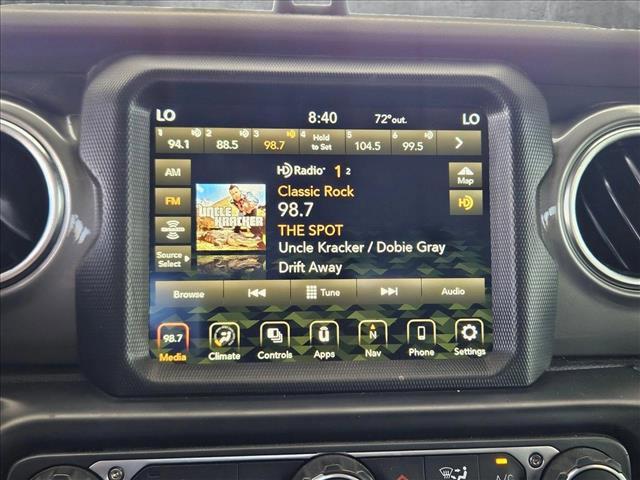 LO 8:40 72°out. LO
1 94.1 2 88.5 3 98.7 4 Hold to Set 5 104.5 6 99.5
AM
HD Radio 1 2
Map
Classic Rock
FM
98.7
HD
UNCLE KRACKER
THE SPOT
Uncle Kracker / Dobie Gray
Source Select
Drift Away
Browse Tune Audio
98.7 N
Media Climate Controls Apps Nav Phone Settings
A/C